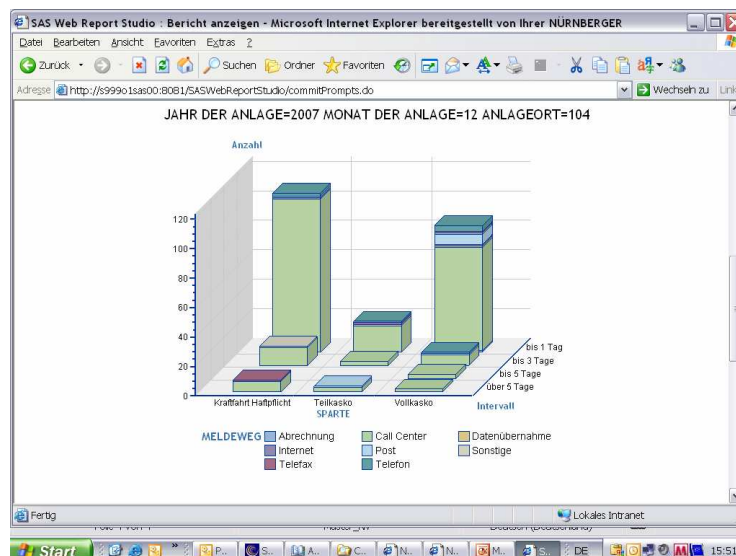 SAS Web Report Studio : Bericht anzeigen - Microsoft Internet Explorer bereitgestellt von Ihrer NÜRNBERGER
Datei Bearbeiten Ansicht Favoriten Extras ?
Zurück Suchen Ordner Favoriten
Adresse http://s999o1sas00:8081/SASWebReportStudio/commitPrompts.do Wechseln zu Link
JAHR DER ANLAGE=2007 MONAT DER ANLAGE=12 ANLAGEORT=104
Anzahl
120
100
80
60
40
20
0
bis 1 Tag
bis 3 Tage
bis 5 Tage
über 5 Tage
Kraftfahrt Haftpflicht Teilkasko Vollkasko
SPARTE
Intervall
MELDEWEG Abrechnung Call Center Datenübernahme
Internet Post Sonstige
Telefax Telefon
Fertig Lokales Intranet
Start P.. S.. A.. C.. N.. N.. M.. S.. DE 15:51